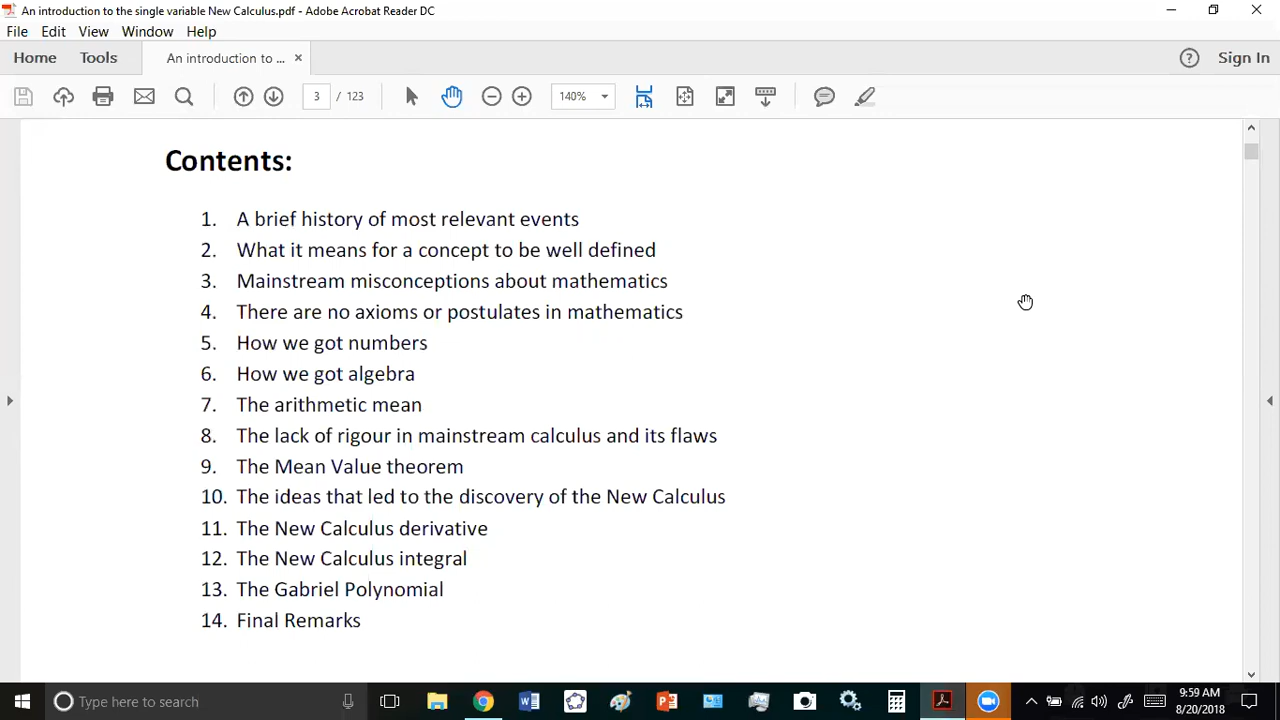 An introduction to the single variable New Calculus.pdf - Adobe Acrobat Reader DC
File Edit View Window Help
Home Tools An introduction to ... × Sign In
3 / 123 140%
Contents:
1. A brief history of most relevant events
2. What it means for a concept to be well defined
3. Mainstream misconceptions about mathematics
4. There are no axioms or postulates in mathematics
5. How we got numbers
6. How we got algebra
7. The arithmetic mean
8. The lack of rigour in mainstream calculus and its flaws
9. The Mean Value theorem
10. The ideas that led to the discovery of the New Calculus
11. The New Calculus derivative
12. The New Calculus integral
13. The Gabriel Polynomial
14. Final Remarks
Type here to search
9:59 AM
8/20/2018